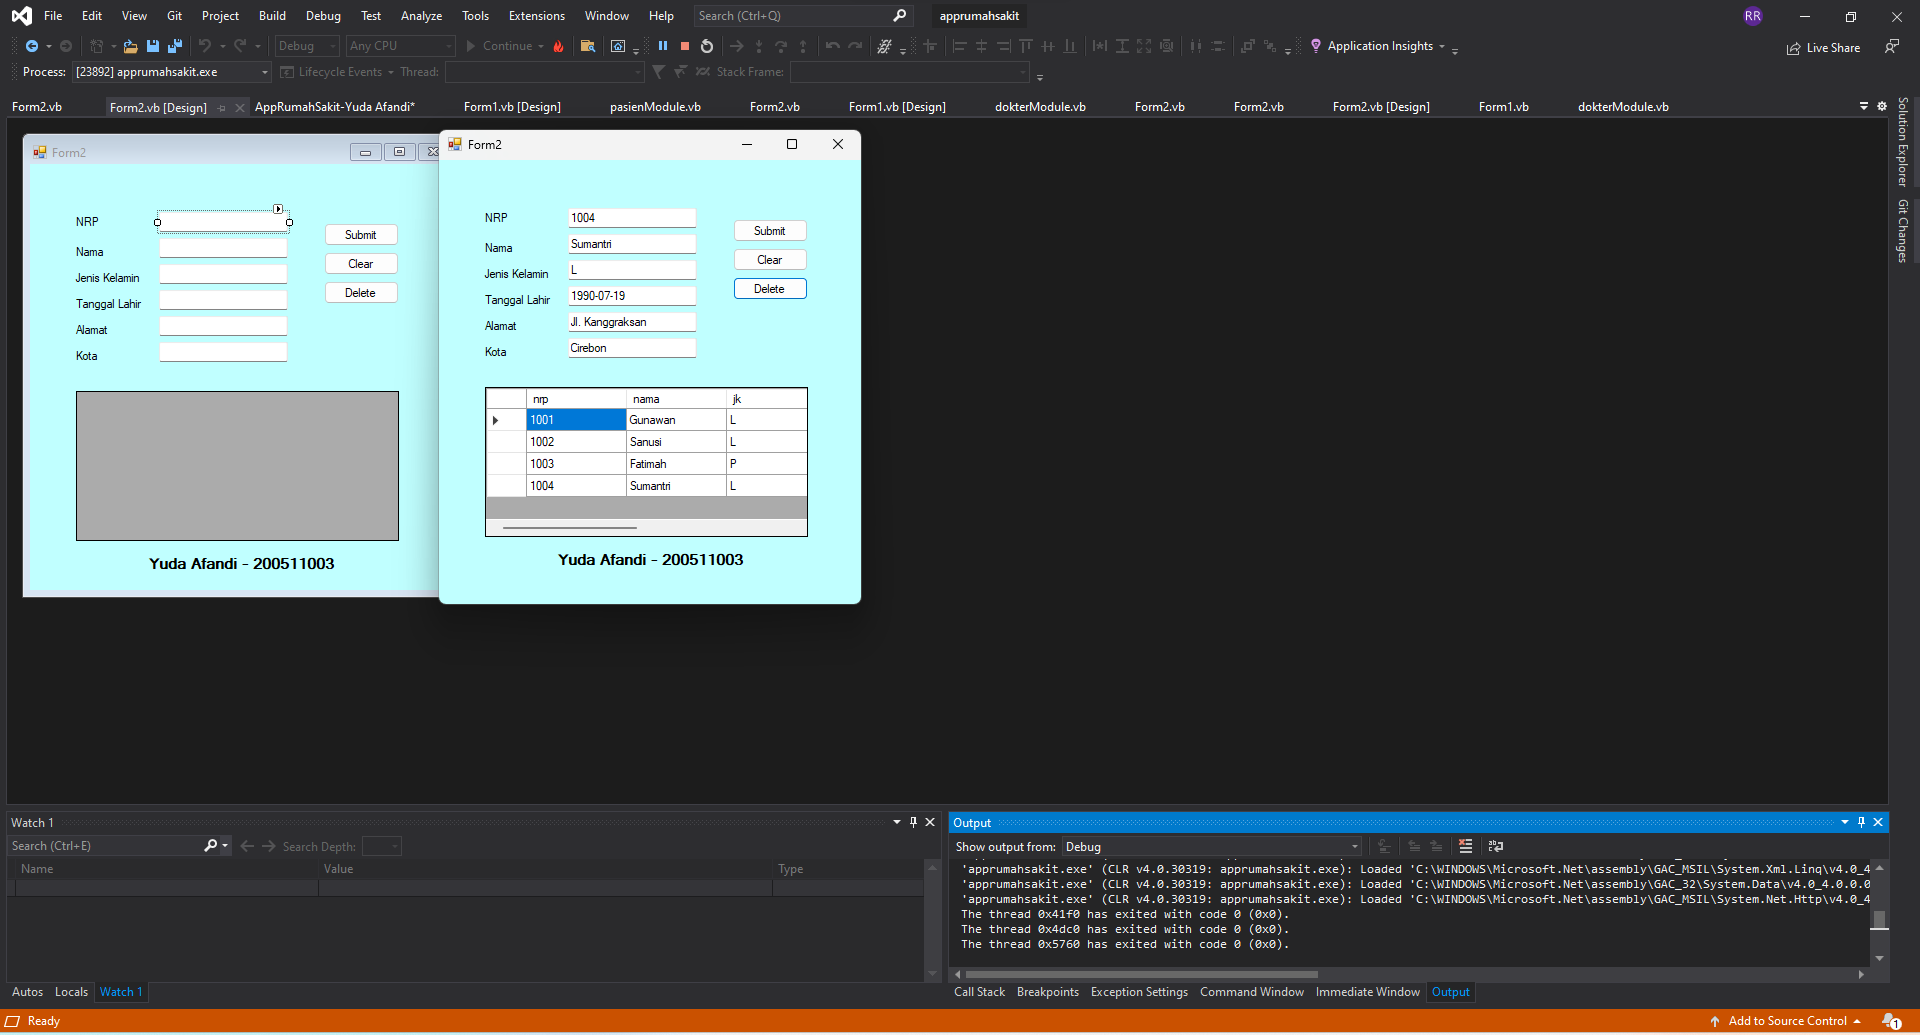 File Edit View Git Project Build Debug Test Analyze Tools Extensions Window Help Search (Ctrl+Q) apprumahsakit RR
Debug Any CPU Continue Application Insights Live Share
Process: [23892] apprumahsakit.exe Lifecycle Events Thread: Stack Frame:
Form2.vb Form2.vb [Design] AppRumahSakit-Yuda Afandi* Form1.vb [Design] pasienModule.vb Form2.vb Form1.vb [Design] dokterModule.vb Form2.vb Form2.vb Form2.vb [Design] Form1.vb dokterModule.vb
Solution Explorer
Git Changes
Form2
NRP
Nama
Jenis Kelamin
Tanggal Lahir
Alamat
Kota
Submit
Clear
Delete
Yuda Afandi - 200511003
Form2
NRP 1004
Nama Sumantri
Jenis Kelamin L
Tanggal Lahir 1990-07-19
Alamat Jl. Kanggraksan
Kota Cirebon
Submit
Clear
Delete
nrp nama jk
1001 Gunawan L
1002 Sanusi L
1003 Fatimah P
1004 Sumantri L
Yuda Afandi - 200511003
Watch 1
Search (Ctrl+E) Search Depth:
Name Value Type
Autos Locals Watch 1
Output
Show output from: Debug
'apprumahsakit.exe' (CLR v4.0.30319: apprumahsakit.exe): Loaded 'C:\WINDOWS\Microsoft.Net\assembly\GAC_MSIL\System.Xml.Linq\v4.0_4
'apprumahsakit.exe' (CLR v4.0.30319: apprumahsakit.exe): Loaded 'C:\WINDOWS\Microsoft.Net\assembly\GAC_32\System.Data\v4.0_4.0.0.0
'apprumahsakit.exe' (CLR v4.0.30319: apprumahsakit.exe): Loaded 'C:\WINDOWS\Microsoft.Net\assembly\GAC_MSIL\System.Net.Http\v4.0_4
The thread 0x41f0 has exited with code 0 (0x0).
The thread 0x4dc0 has exited with code 0 (0x0).
The thread 0x5760 has exited with code 0 (0x0).
Call Stack Breakpoints Exception Settings Command Window Immediate Window Output
Ready Add to Source Control 1